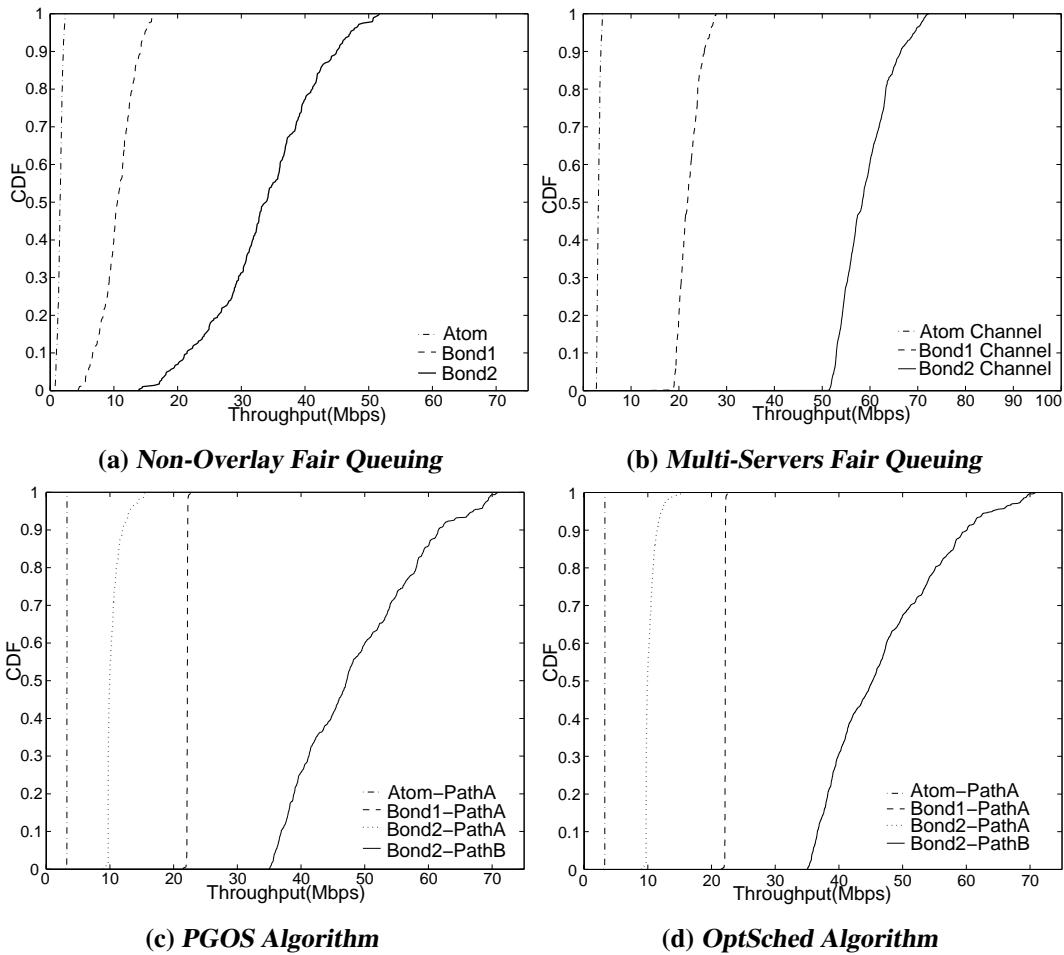 1
0.9
0.8
0.7
0.6
0.5
0.4
0.3
0.2
0.1
0
CDF
0 10 20 30 40 50 60 70
Throughput(Mbps)
Atom
Bond1
Bond2
(a) Non-Overlay Fair Queuing
1
0.9
0.8
0.7
0.6
0.5
0.4
0.3
0.2
0.1
0
CDF
0 10 20 30 40 50 60 70 80 90 100
Throughput(Mbps)
Atom Channel
Bond1 Channel
Bond2 Channel
(b) Multi-Servers Fair Queuing
1
0.9
0.8
0.7
0.6
0.5
0.4
0.3
0.2
0.1
0
CDF
0 10 20 30 40 50 60 70
Throughput(Mbps)
Atom−PathA
Bond1−PathA
Bond2−PathA
Bond2−PathB
(c) PGOS Algorithm
1
0.9
0.8
0.7
0.6
0.5
0.4
0.3
0.2
0.1
0
CDF
0 10 20 30 40 50 60 70
Throughput(Mbps)
Atom−PathA
Bond1−PathA
Bond2−PathA
Bond2−PathB
(d) OptSched Algorithm